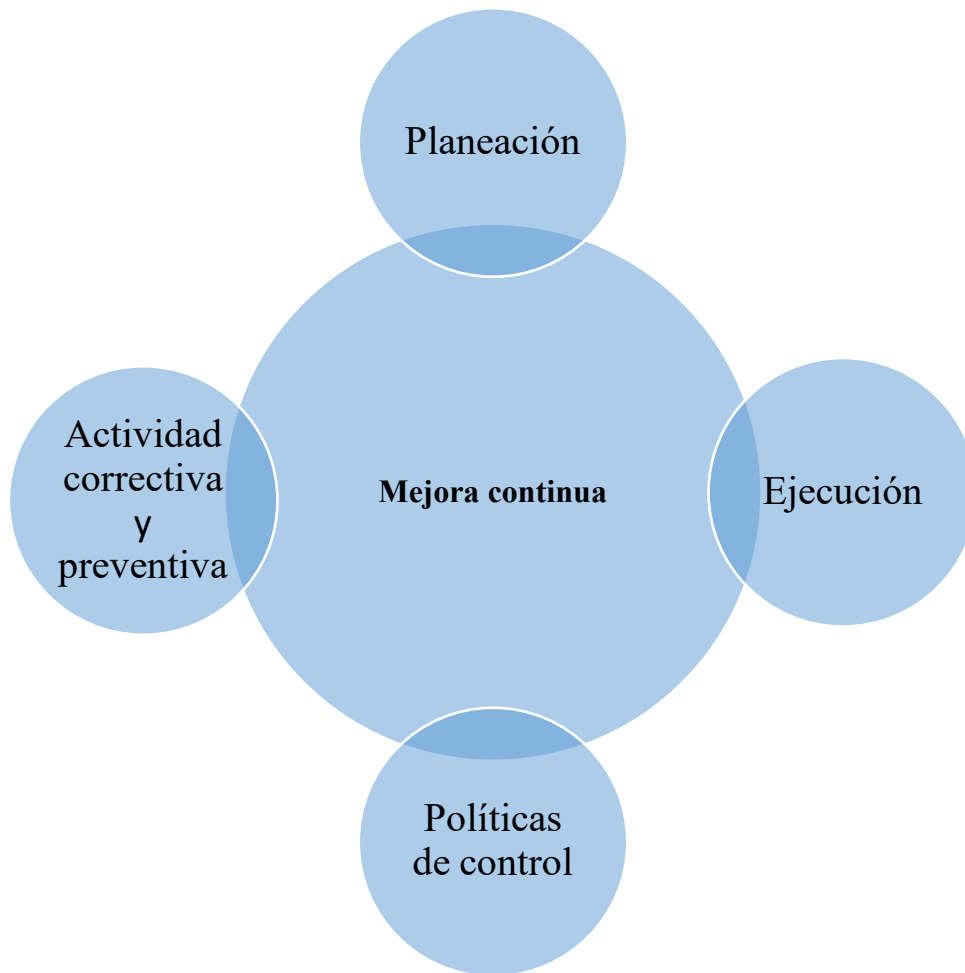 Planeación
Actividad
correctiva
y
preventiva
Mejora continua
Ejecución
Políticas
de control